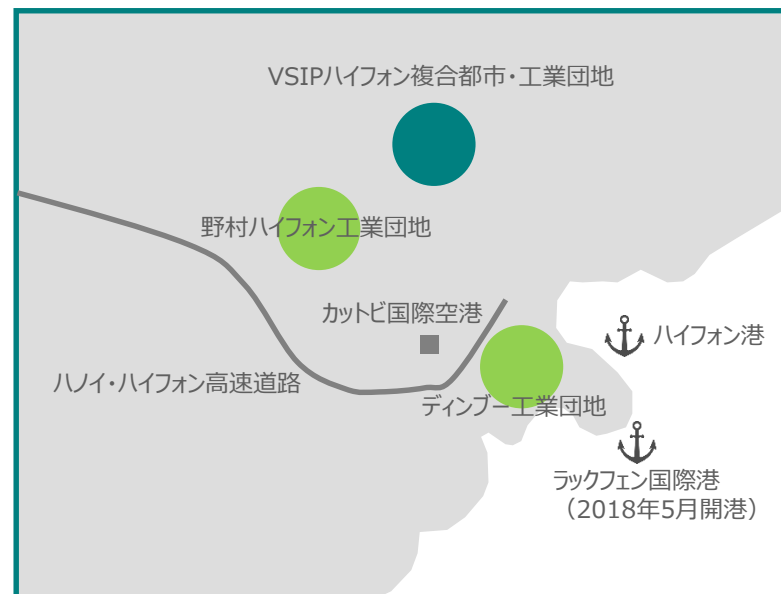 VSIPハイフォン複合都市・工業団地
野村ハイフォン工業団地
カットビ国際空港
ハイフォン港
ハノイ・ハイフォン高速道路
ディンブー工業団地
ラックフェン国際港
（2018年5月開港）